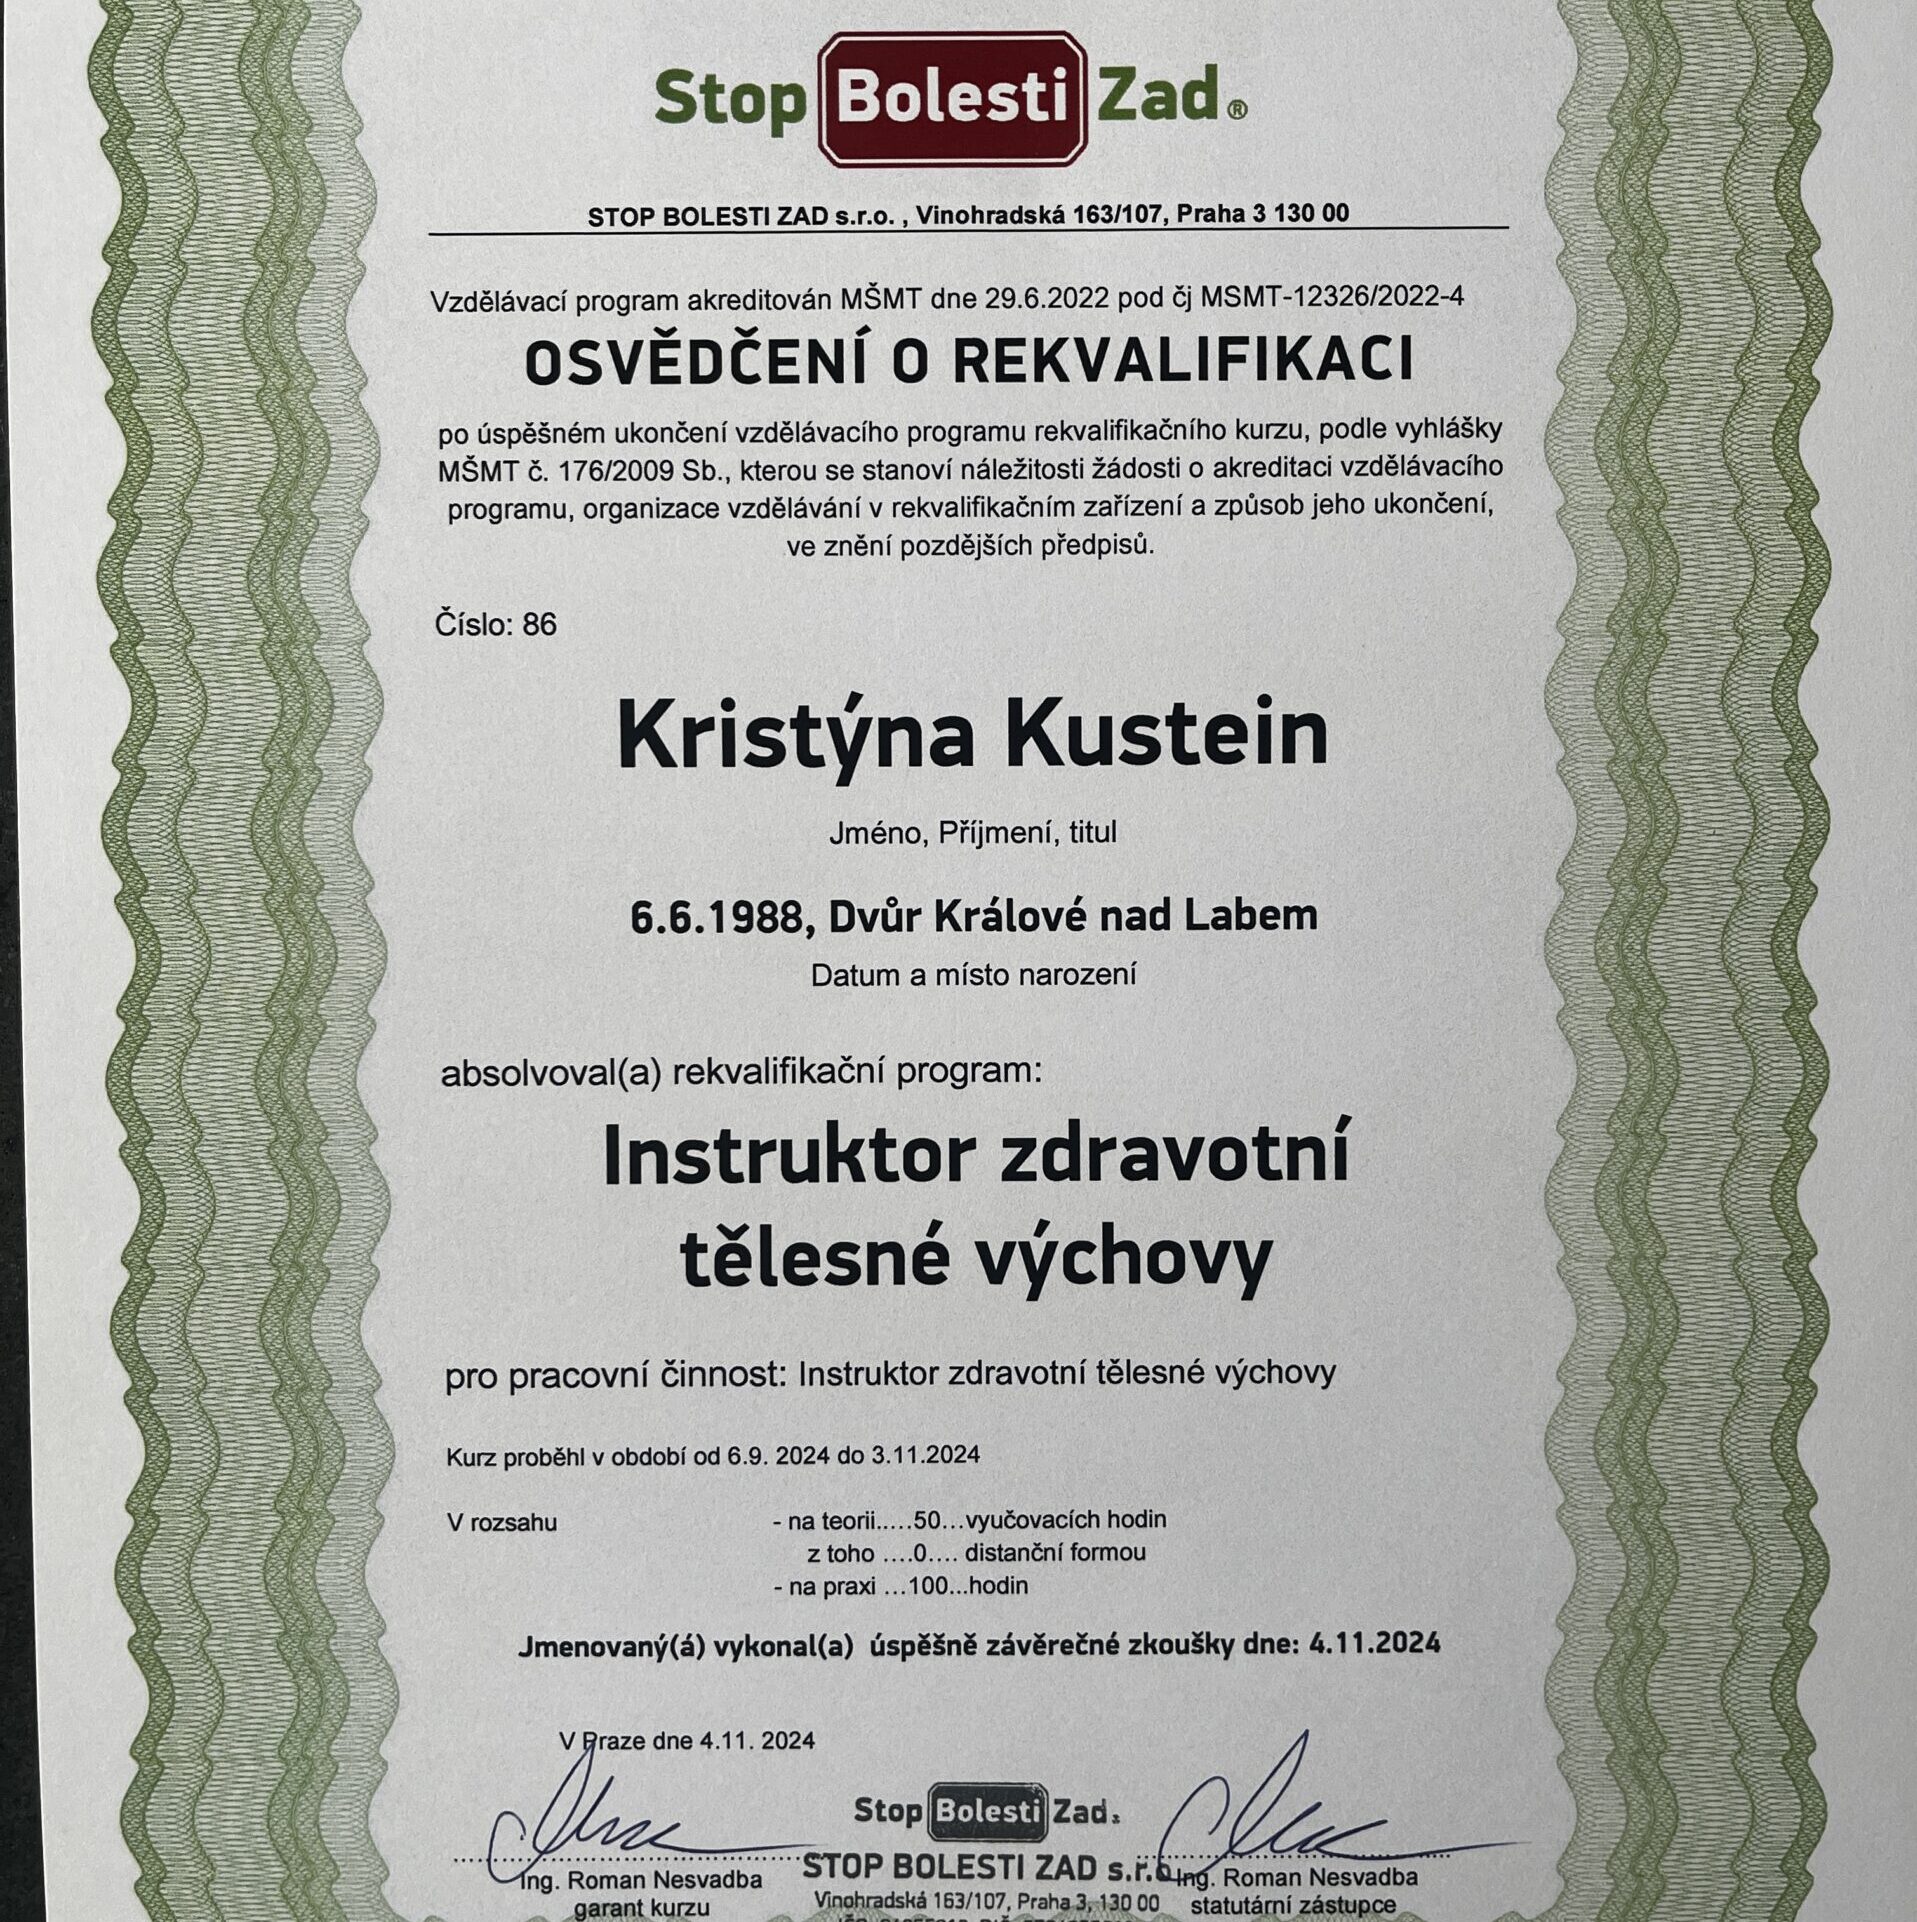 Stop Bolesti Zad®
STOP BOLESTI ZAD s.r.o. , Vinohradská 163/107, Praha 3 130 00
Vzdělávací program akreditován MŠMT dne 29.6.2022 pod čj MSMT-12326/2022-4
OSVĚDČENÍ O REKVALIFIKACI
po úspěšném ukončení vzdělávacího programu rekvalifikačního kurzu, podle vyhlášky
MŠMT č. 176/2009 Sb., kterou se stanoví náležitosti žádosti o akreditaci vzdělávacího
programu, organizace vzdělávání v rekvalifikačním zařízení a způsob jeho ukončení,
ve znění pozdějších předpisů.
Číslo: 86
Kristýna Kustein
Jméno, Příjmení, titul
6.6.1988, Dvůr Králové nad Labem
Datum a místo narození
absolvoval(a) rekvalifikační program:
Instruktor zdravotní
tělesné výchovy
pro pracovní činnost: Instruktor zdravotní tělesné výchovy
Kurz proběhl v období od 6.9. 2024 do 3.11.2024
V rozsahu - na teorii.....50...vyučovacích hodin
z toho ....0.... distanční formou
- na praxi ...100...hodin
Jmenovaný(á) vykonal(a) úspěšně závěrečné zkoušky dne: 4.11.2024
V Praze dne 4.11. 2024
Stop Bolesti Zad
STOP BOLESTI ZAD s.r.o.
Vinohradská 163/107, Praha 3, 130 00
Ing. Roman Nesvadba
garant kurzu
Ing. Roman Nesvadba
statutární zástupce